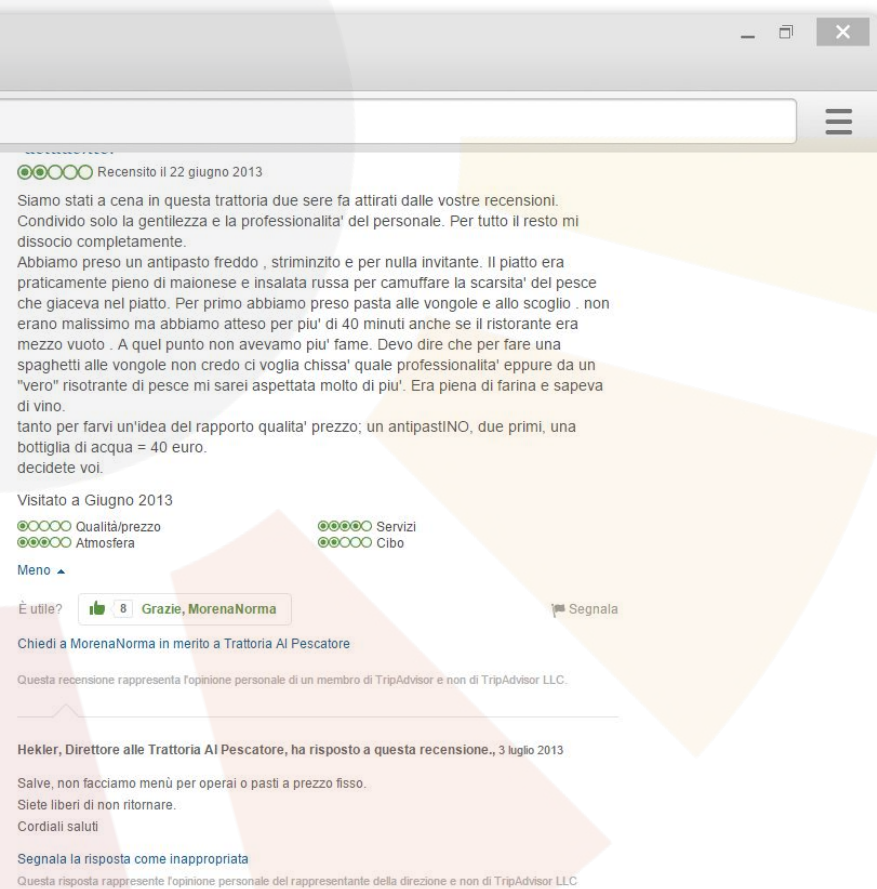 Recensito il 22 giugno 2013
Siamo stati a cena in questa trattoria due sere fa attirati dalle vostre recensioni.
Condivido solo la gentilezza e la professionalita' del personale. Per tutto il resto mi
dissocio completamente.
Abbiamo preso un antipasto freddo , striminzito e per nulla invitante. Il piatto era
praticamente pieno di maionese e insalata russa per camuffare la scarsita' del pesce
che giaceva nel piatto. Per primo abbiamo preso pasta alle vongole e allo scoglio . non
erano malissimo ma abbiamo atteso per piu' di 40 minuti anche se il ristorante era
mezzo vuoto . A quel punto non avevamo piu' fame. Devo dire che per fare una
spaghetti alle vongole non credo ci voglia chissa' quale professionalita' eppure da un
"vero" risotrante di pesce mi sarei aspettata molto di piu'. Era piena di farina e sapeva
di vino.
tanto per farvi un'idea del rapporto qualita' prezzo; un antipastINO, due primi, una
bottiglia di acqua = 40 euro.
decidete voi.
Visitato a Giugno 2013
Qualità/prezzo Servizi
Atmosfera Cibo
Meno
È utile? 8 Grazie, MorenaNorma Segnala
Chiedi a MorenaNorma in merito a Trattoria Al Pescatore
Questa recensione rappresenta l'opinione personale di un membro di TripAdvisor e non di TripAdvisor LLC.
Hekler, Direttore alle Trattoria Al Pescatore, ha risposto a questa recensione., 3 luglio 2013
Salve, non facciamo menù per operai o pasti a prezzo fisso.
Siete liberi di non ritornare.
Cordiali saluti
Segnala la risposta come inappropriata
Questa risposta rappresente l'opinione personale del rappresentante della direzione e non di TripAdvisor LLC